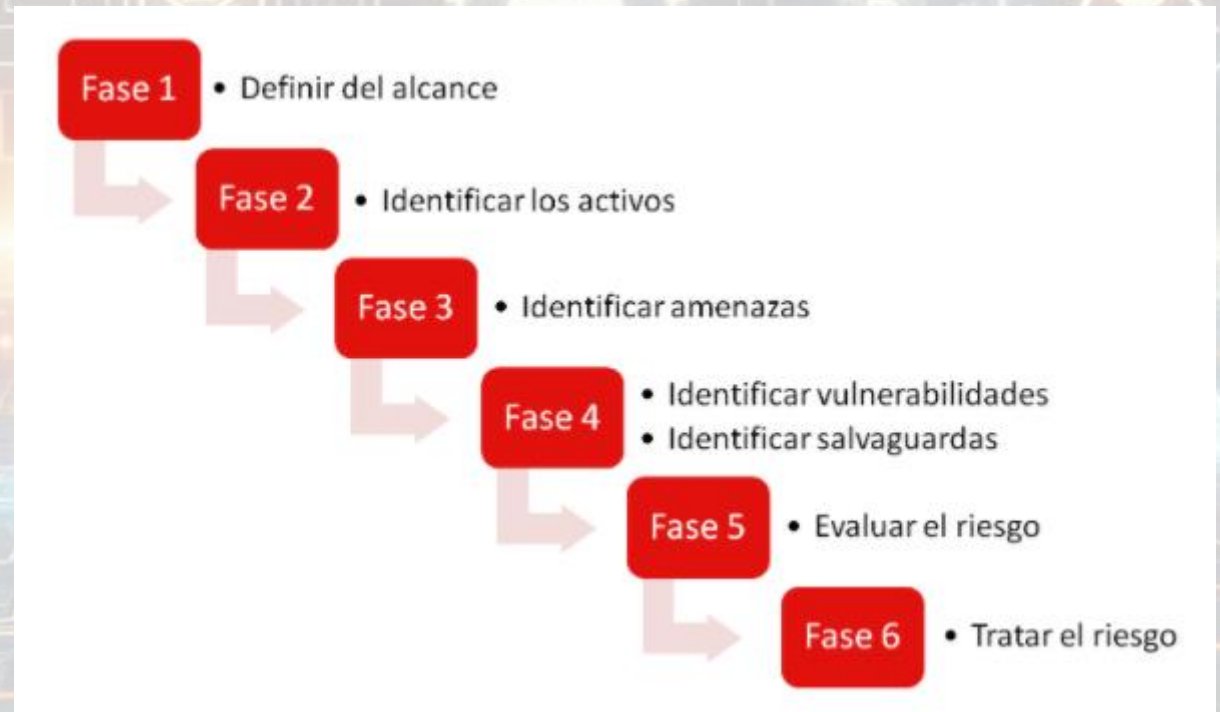 Fase 1
• Definir del alcance
Fase 2
• Identificar los activos
Fase 3
• Identificar amenazas
Fase 4
• Identificar vulnerabilidades
• Identificar salvaguardas
Fase 5
• Evaluar el riesgo
Fase 6
• Tratar el riesgo